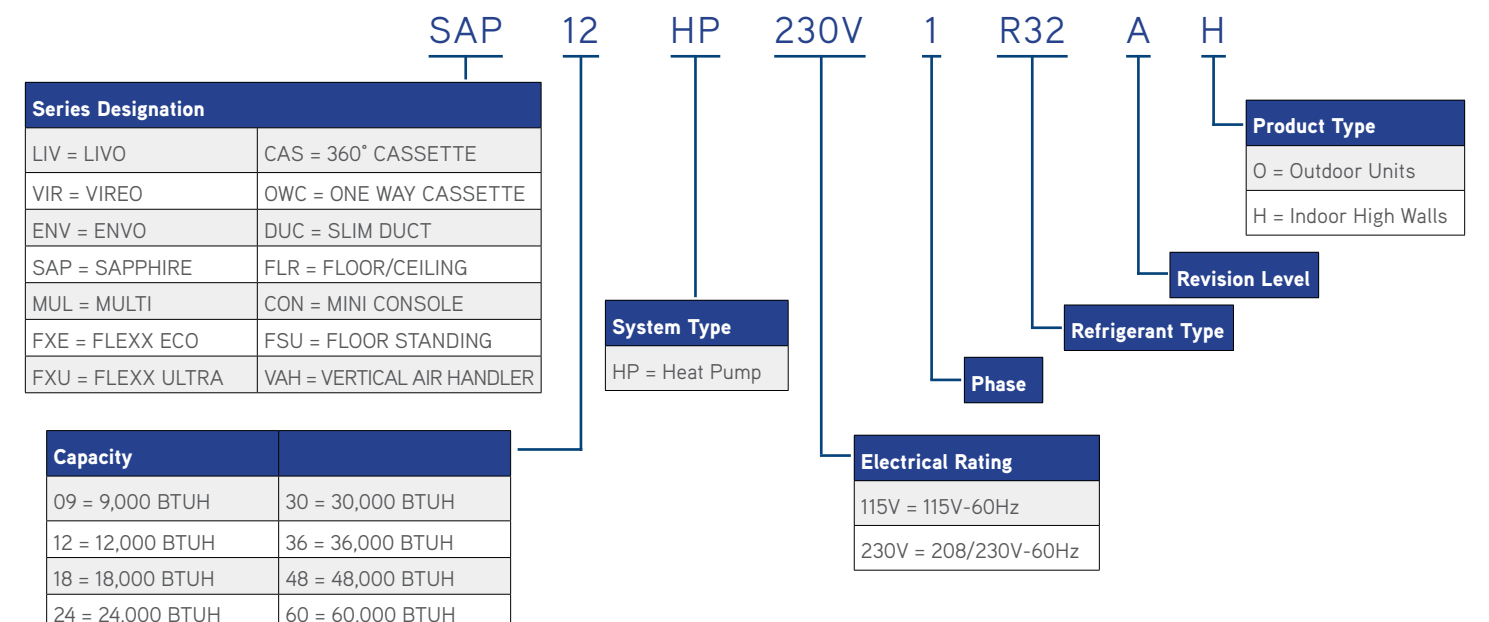 SAP 12 HP 230V 1 R32 A H
Series Designation
LIV = LIVO CAS = 360° CASSETTE
VIR = VIREO OWC = ONE WAY CASSETTE
ENV = ENVO DUC = SLIM DUCT
SAP = SAPPHIRE FLR = FLOOR/CEILING
MUL = MULTI CON = MINI CONSOLE
FXE = FLEXX ECO FSU = FLOOR STANDING
FXU = FLEXX ULTRA VAH = VERTICAL AIR HANDLER
Product Type
O = Outdoor Units
H = Indoor High Walls
Revision Level
Refrigerant Type
System Type
HP = Heat Pump
Phase
Capacity
09 = 9,000 BTUH 30 = 30,000 BTUH
12 = 12,000 BTUH 36 = 36,000 BTUH
18 = 18,000 BTUH 48 = 48,000 BTUH
24 = 24,000 BTUH 60 = 60,000 BTUH
Electrical Rating
115V = 115V-60Hz
230V = 208/230V-60Hz